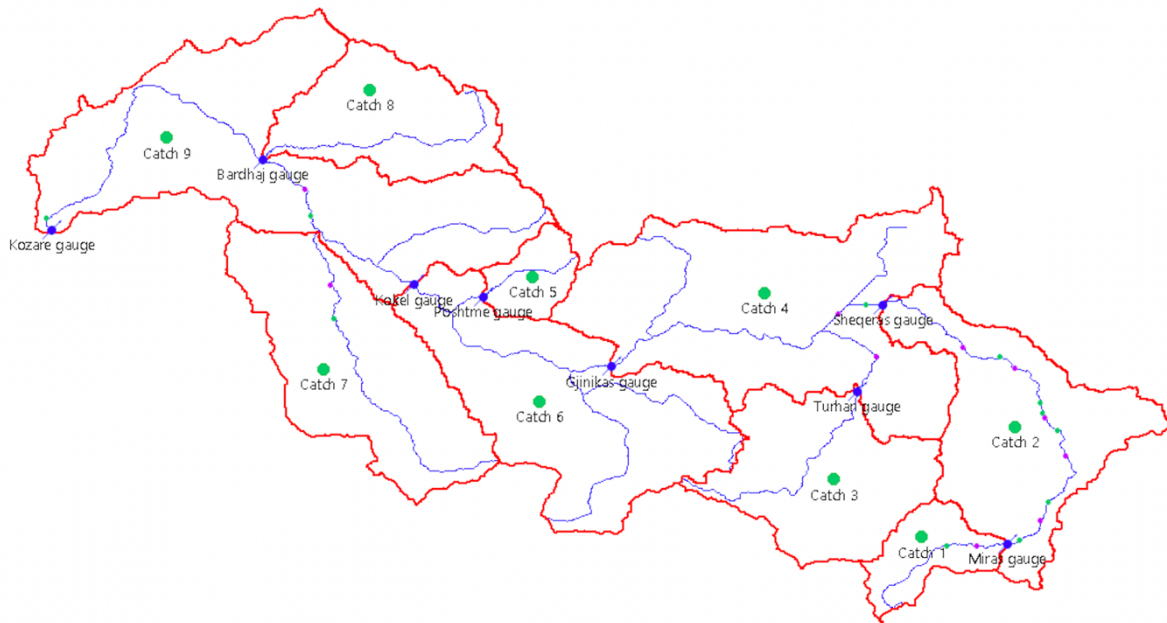 Catch 8
Catch 9
Bardhaj gauge
Kozare gauge
Catch 5
Kokel gauge
Poshtme gauge
Catch 4
Sheqeras gauge
Catch 7
Gjinikas gauge
Catch 6
Turhan gauge
Catch 2
Catch 3
Catch 1
Miras gauge